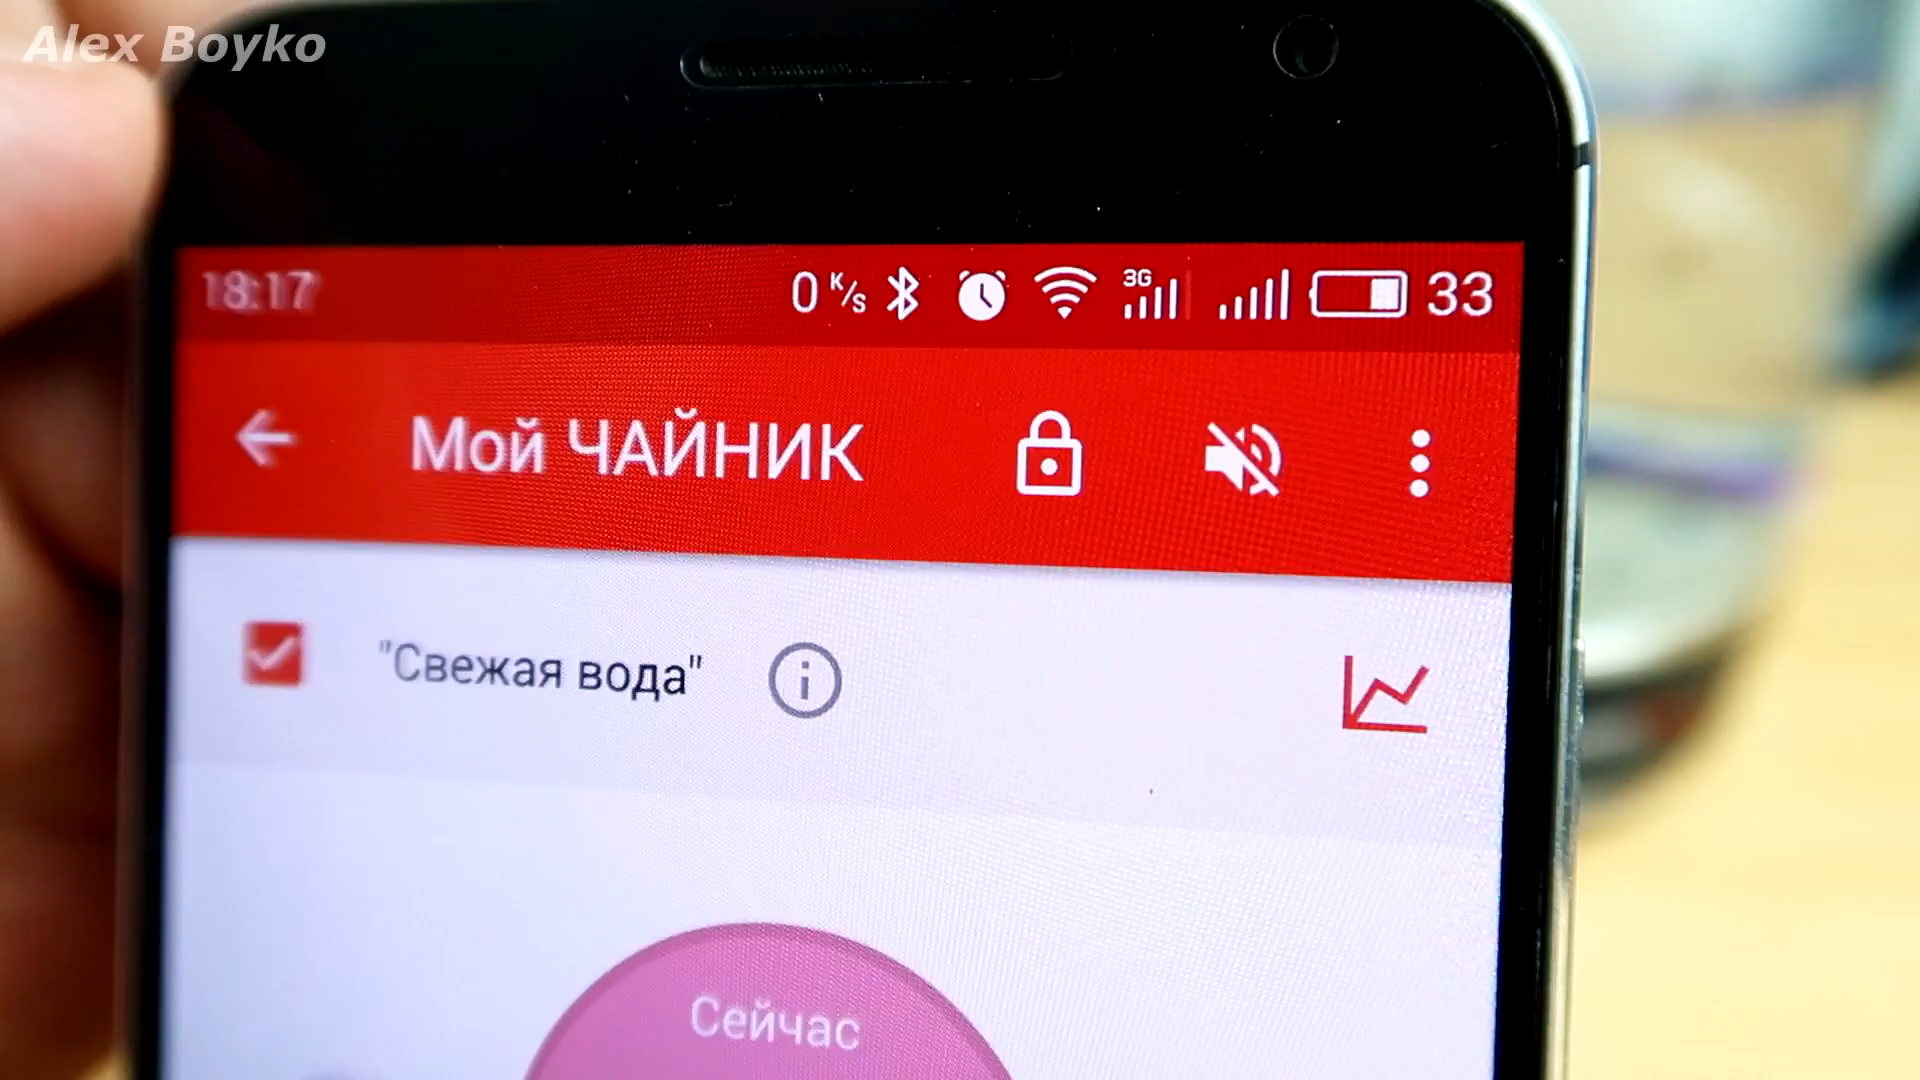 Alex Boyko
18:17
0 K/s 3G 33
Мой ЧАЙНИК
"Свежая вода"
Сейчас